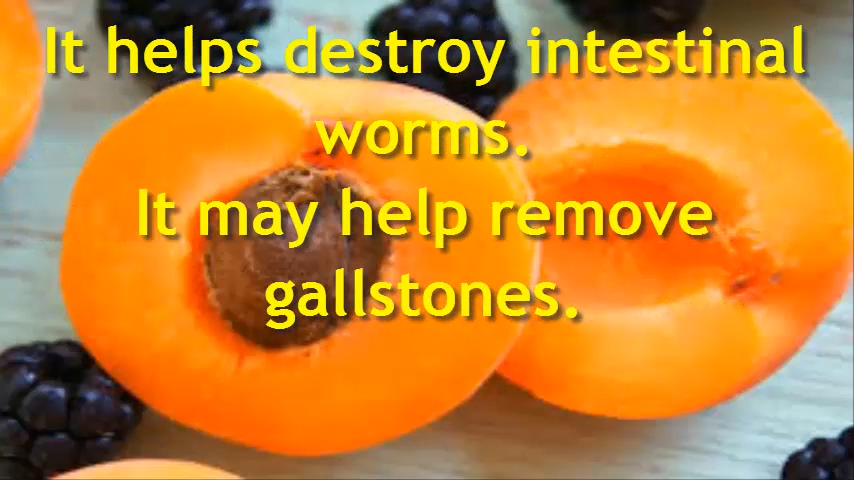 It helps destroy intestinal
worms.
It may help remove
gallstones.